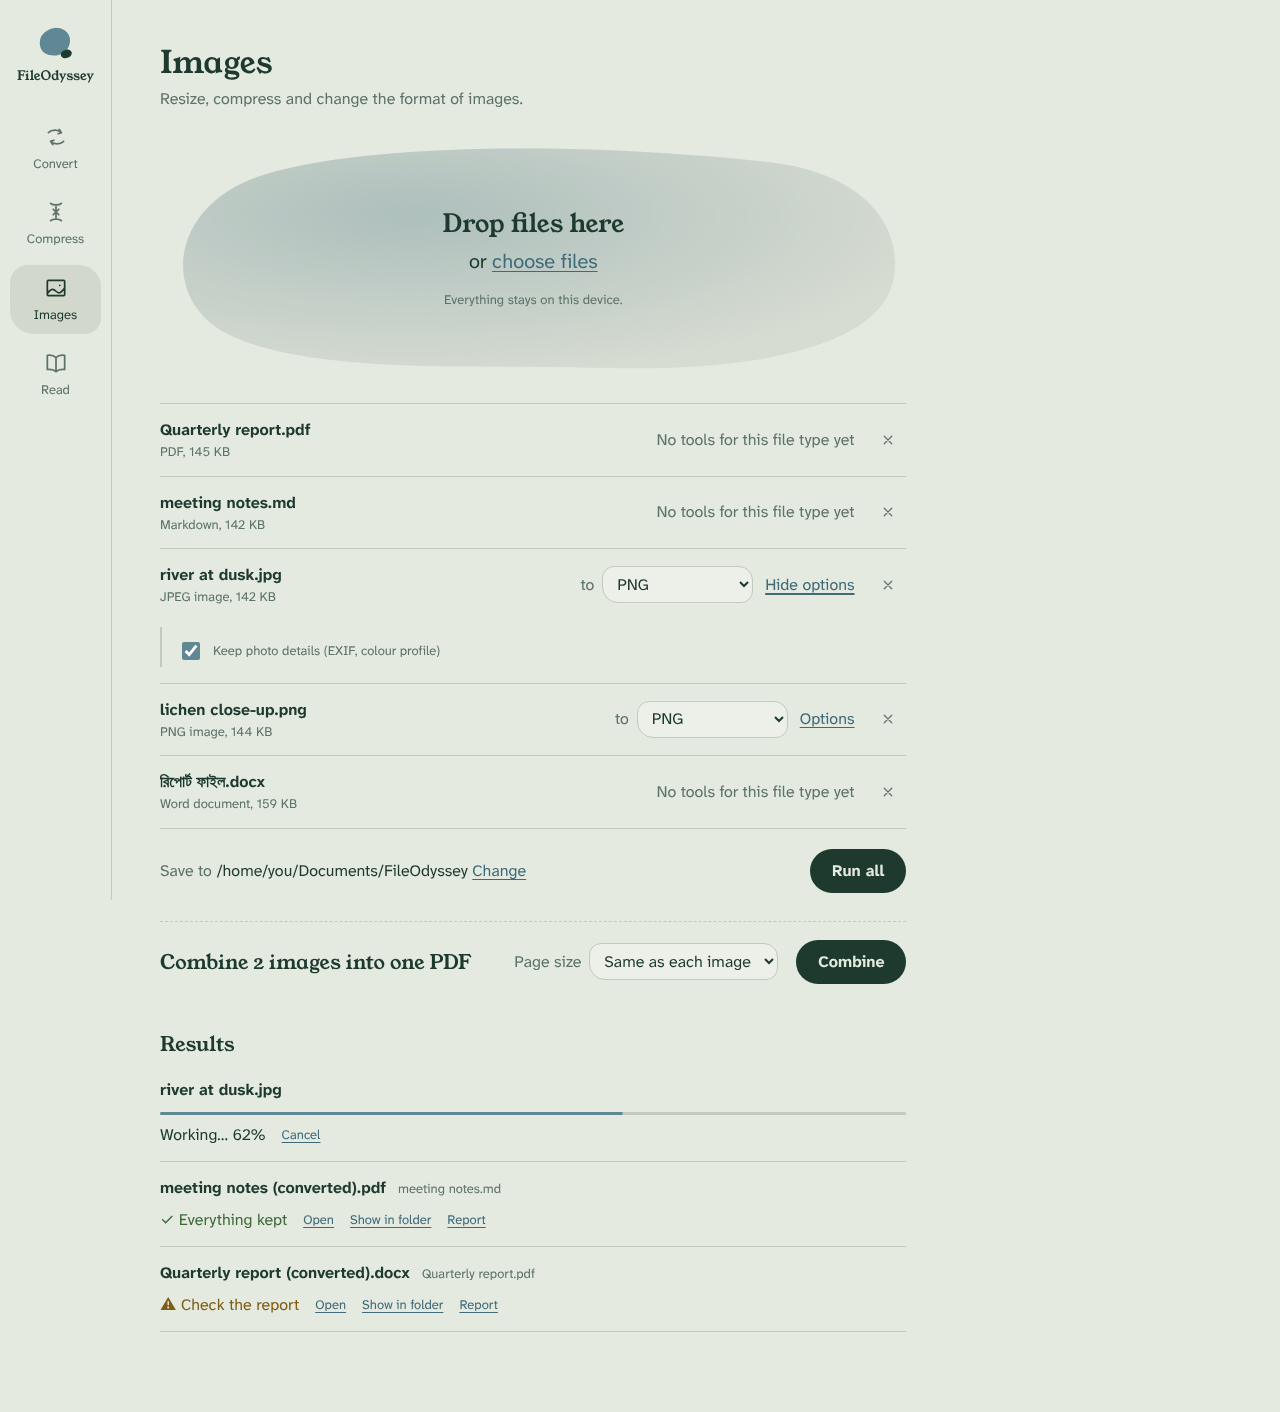 FileOdyssey
Convert
Compress
Images
Read
Images
Resize, compress and change the format of images.
Drop files here
or choose files
Everything stays on this device.
Quarterly report.pdf
PDF, 145 KB
No tools for this file type yet
meeting notes.md
Markdown, 142 KB
No tools for this file type yet
river at dusk.jpg
JPEG image, 142 KB
to PNG Hide options
Keep photo details (EXIF, colour profile)
lichen close-up.png
PNG image, 144 KB
to PNG Options
রিপোর্ট ফাইল.docx
Word document, 159 KB
No tools for this file type yet
Save to /home/you/Documents/FileOdyssey Change
Run all
Combine 2 images into one PDF
Page size Same as each image
Combine
Results
river at dusk.jpg
Working... 62% Cancel
meeting notes (converted).pdf meeting notes.md
Everything kept Open Show in folder Report
Quarterly report (converted).docx Quarterly report.pdf
Check the report Open Show in folder Report